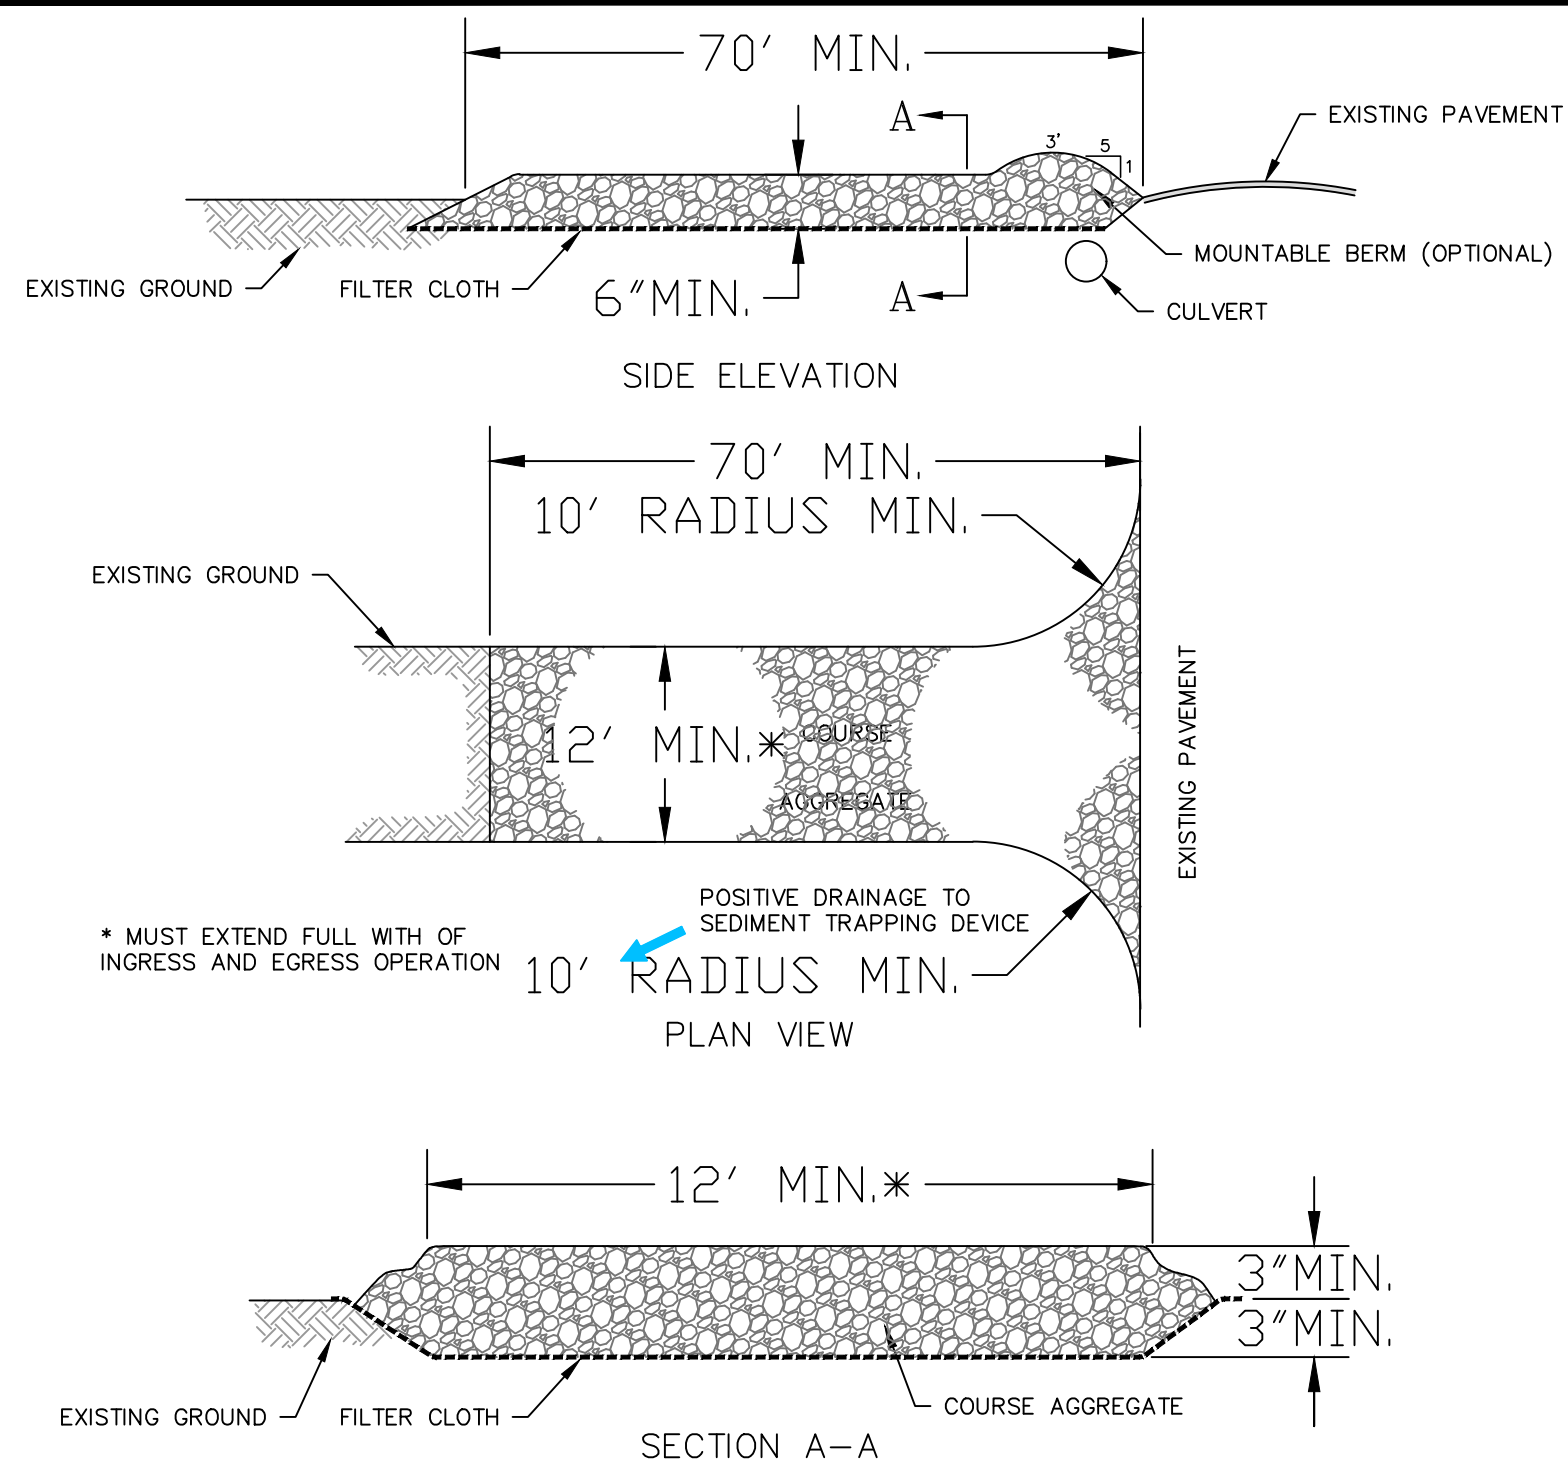 70' MIN.
A
3'
5
1
EXISTING PAVEMENT
MOUNTABLE BERM (OPTIONAL)
EXISTING GROUND
FILTER CLOTH
6"MIN.
A
CULVERT
SIDE ELEVATION
70' MIN.
10' RADIUS MIN.
EXISTING GROUND
12' MIN.*
COURSE
AGGREGATE
EXISTING PAVEMENT
POSITIVE DRAINAGE TO
SEDIMENT TRAPPING DEVICE
* MUST EXTEND FULL WITH OF
INGRESS AND EGRESS OPERATION
10' RADIUS MIN.
PLAN VIEW
12' MIN.*
3"MIN.
3"MIN.
EXISTING GROUND
FILTER CLOTH
COURSE AGGREGATE
SECTION A-A